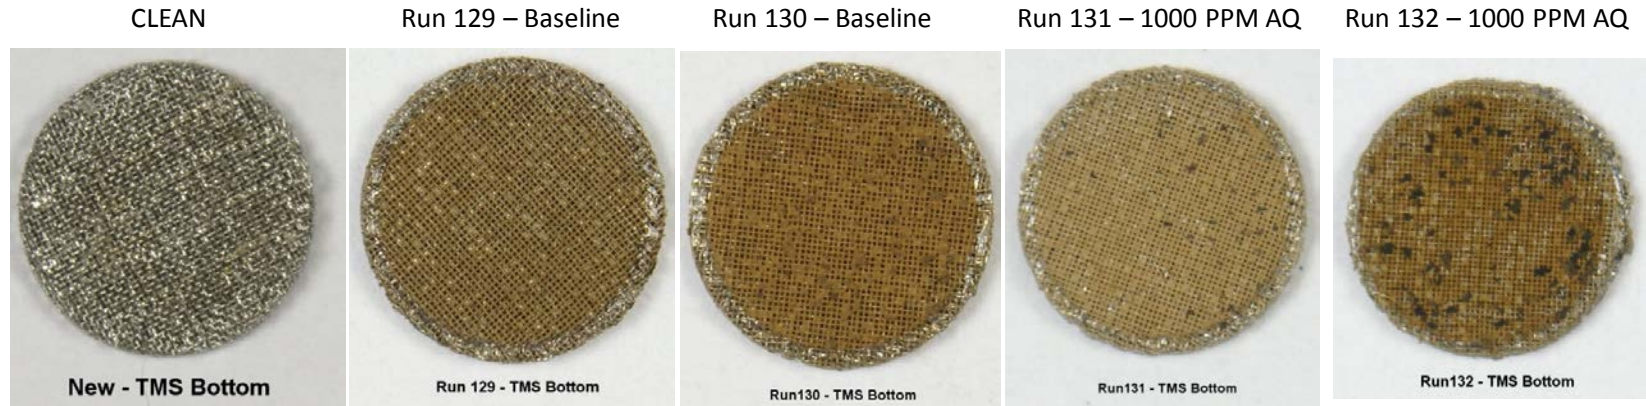 CLEAN
Run 129 – Baseline
Run 130 – Baseline
Run 131 – 1000 PPM AQ
Run 132 – 1000 PPM AQ
New - TMS Bottom
Run 129 - TMS Bottom
Run130 - TMS Bottom
Run131 - TMS Bottom
Run132 - TMS Bottom